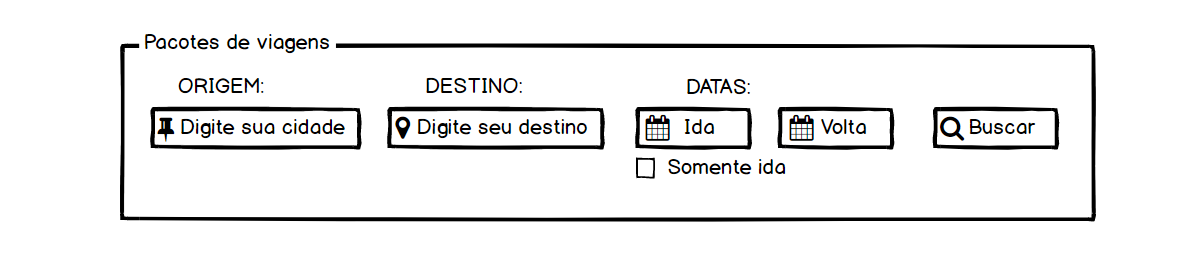 Pacotes de viagens
ORIGEM: DESTINO: DATAS:
Digite sua cidade Digite seu destino Ida Volta Buscar
Somente ida